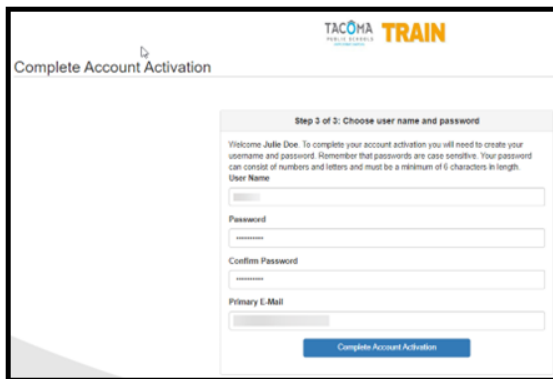 TACOMA
PUBLIC SCHOOLS
TRAIN
Complete Account Activation
Step 3 of 3: Choose user name and password
Welcome Julie Doe. To complete your account activation you will need to create your
username and password. Remember that passwords are case sensitive. Your password
can consist of numbers and letters and must be a minimum of 6 characters in length.
User Name
Password
Confirm Password
Primary E-Mail
Complete Account Activation